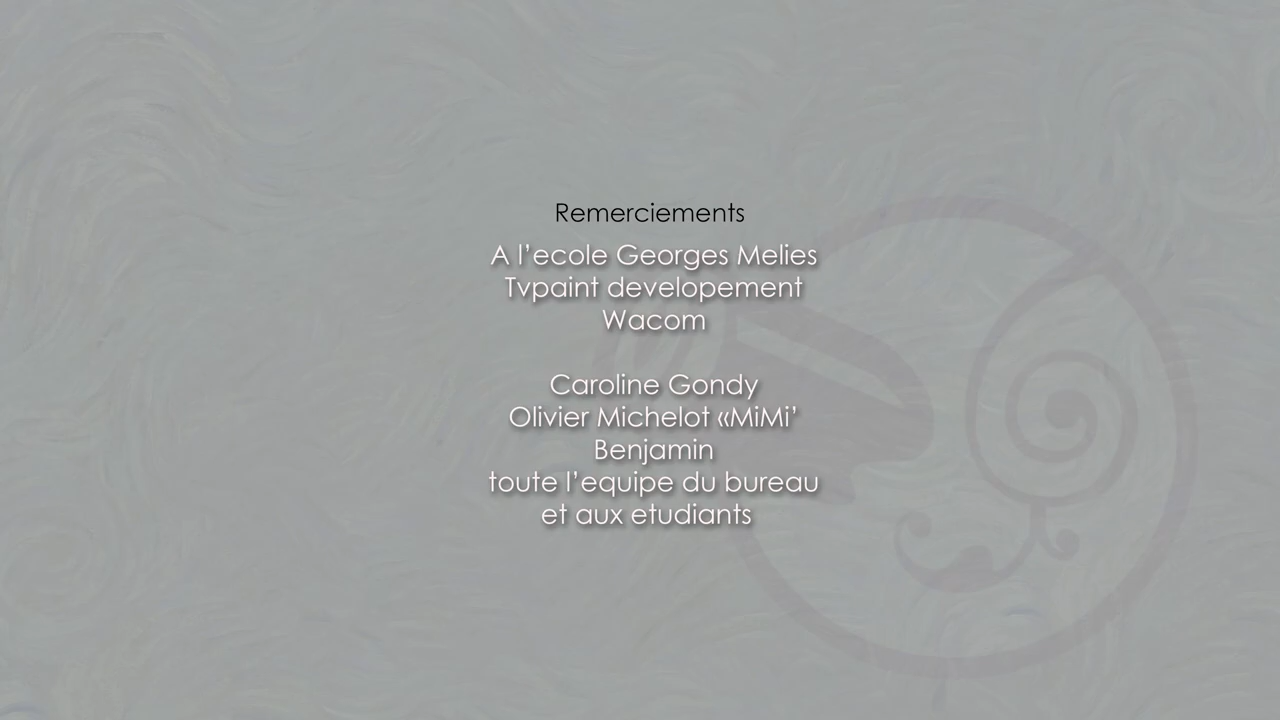 Remerciements
A l’ecole Georges Melies
Tvpaint developement
Wacom
Caroline Gondy
Olivier Michelot «MiMi’
Benjamin
toute l’equipe du bureau
et aux etudiants